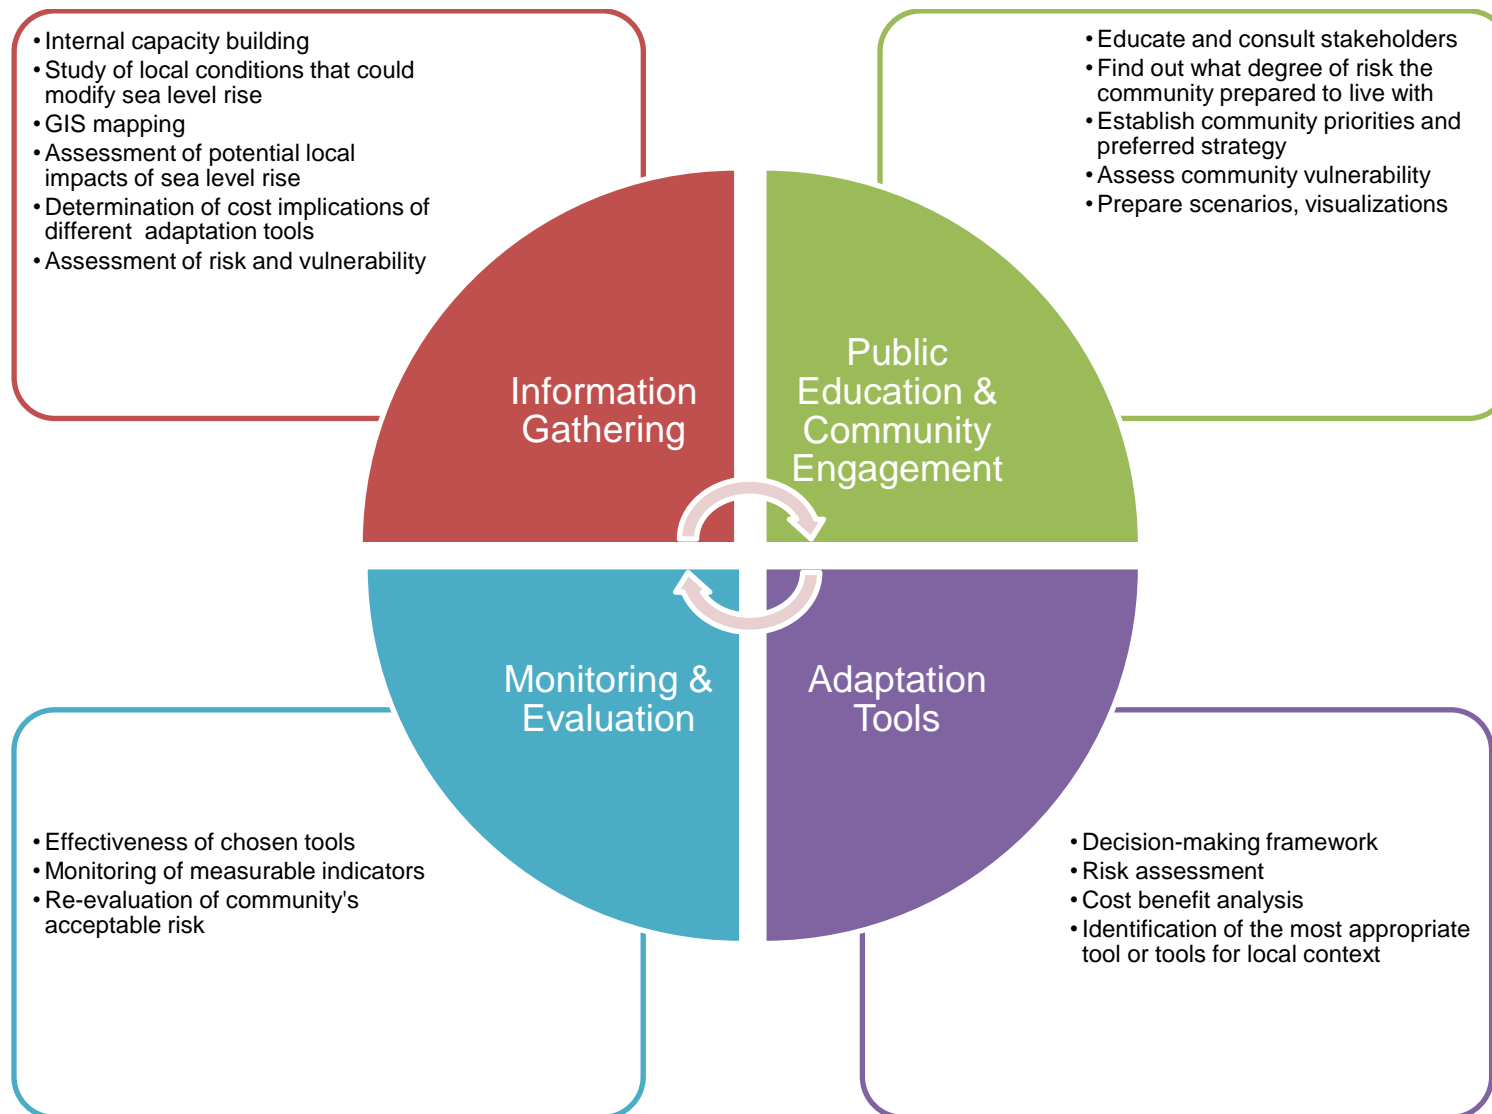 • Internal capacity building
• Study of local conditions that could
modify sea level rise
• GIS mapping
• Assessment of potential local
impacts of sea level rise
• Determination of cost implications of
different  adaptation tools
• Assessment of risk and vulnerability
• Educate and consult stakeholders
• Find out what degree of risk the
community prepared to live with
• Establish community priorities and
preferred strategy
• Assess community vulnerability
• Prepare scenarios, visualizations
Information
Gathering
Public
Education &
Community
Engagement
Monitoring &
Evaluation
Adaptation
Tools
• Effectiveness of chosen tools
• Monitoring of measurable indicators
• Re-evaluation of community's
acceptable risk
• Decision-making framework
• Risk assessment
• Cost benefit analysis
• Identification of the most appropriate
tool or tools for local context